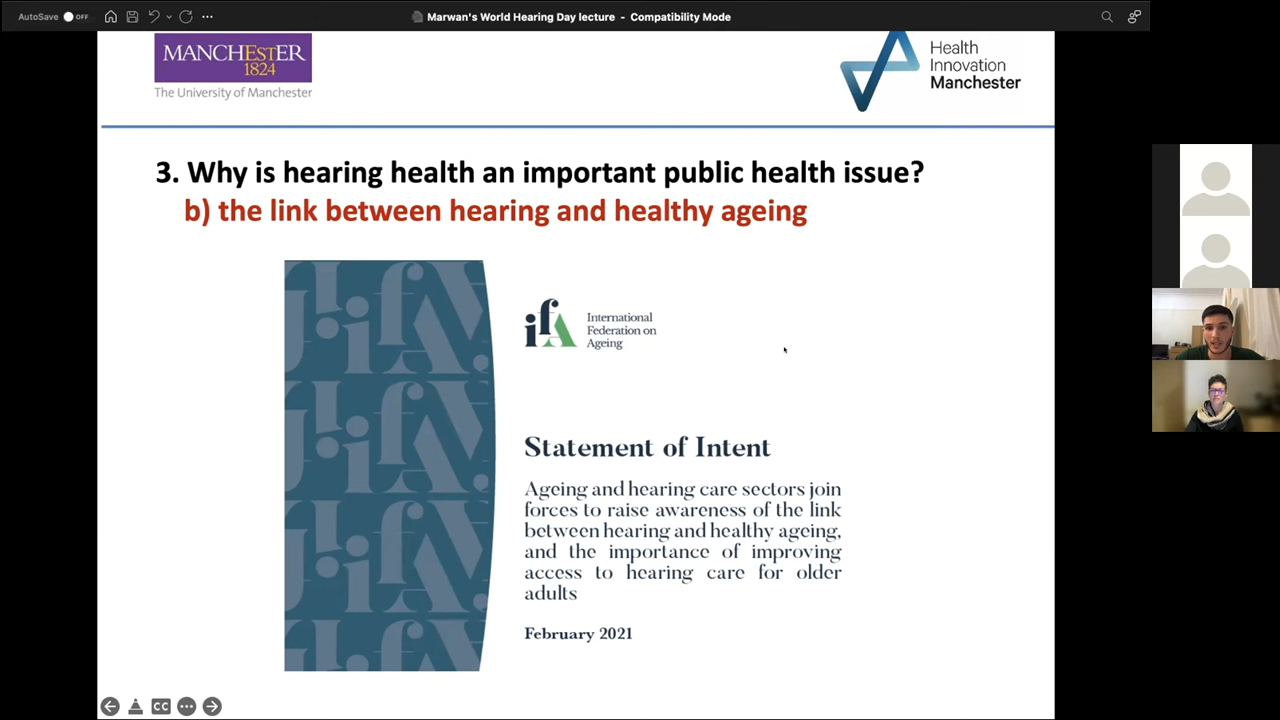 AutoSave OFF
Marwan's World Hearing Day lecture - Compatibility Mode
MANCHESTER
1824
The University of Manchester
Health
Innovation
Manchester
3. Why is hearing health an important public health issue?
b) the link between hearing and healthy ageing
ifA
International
Federation on
Ageing
Statement of Intent
Ageing and hearing care sectors join
forces to raise awareness of the link
between hearing and healthy ageing,
and the importance of improving
access to hearing care for older
adults
February 2021
CC